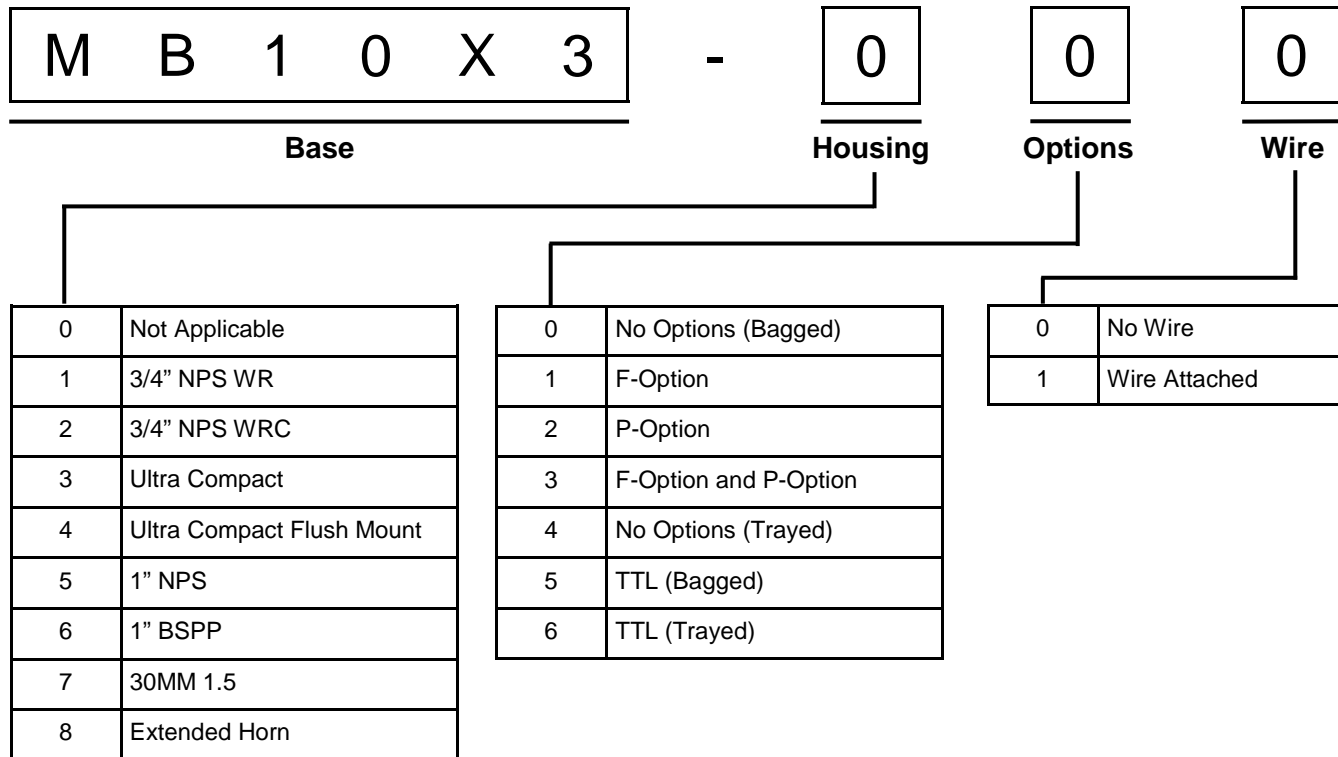 M B 1 0 X 3 - 0 0 0
Base Housing Options Wire
0 Not Applicable
1 3/4” NPS WR
2 3/4” NPS WRC
3 Ultra Compact
4 Ultra Compact Flush Mount
5 1” NPS
6 1” BSPP
7 30MM 1.5
8 Extended Horn
0 No Options (Bagged)
1 F-Option
2 P-Option
3 F-Option and P-Option
4 No Options (Trayed)
5 TTL (Bagged)
6 TTL (Trayed)
0 No Wire
1 Wire Attached